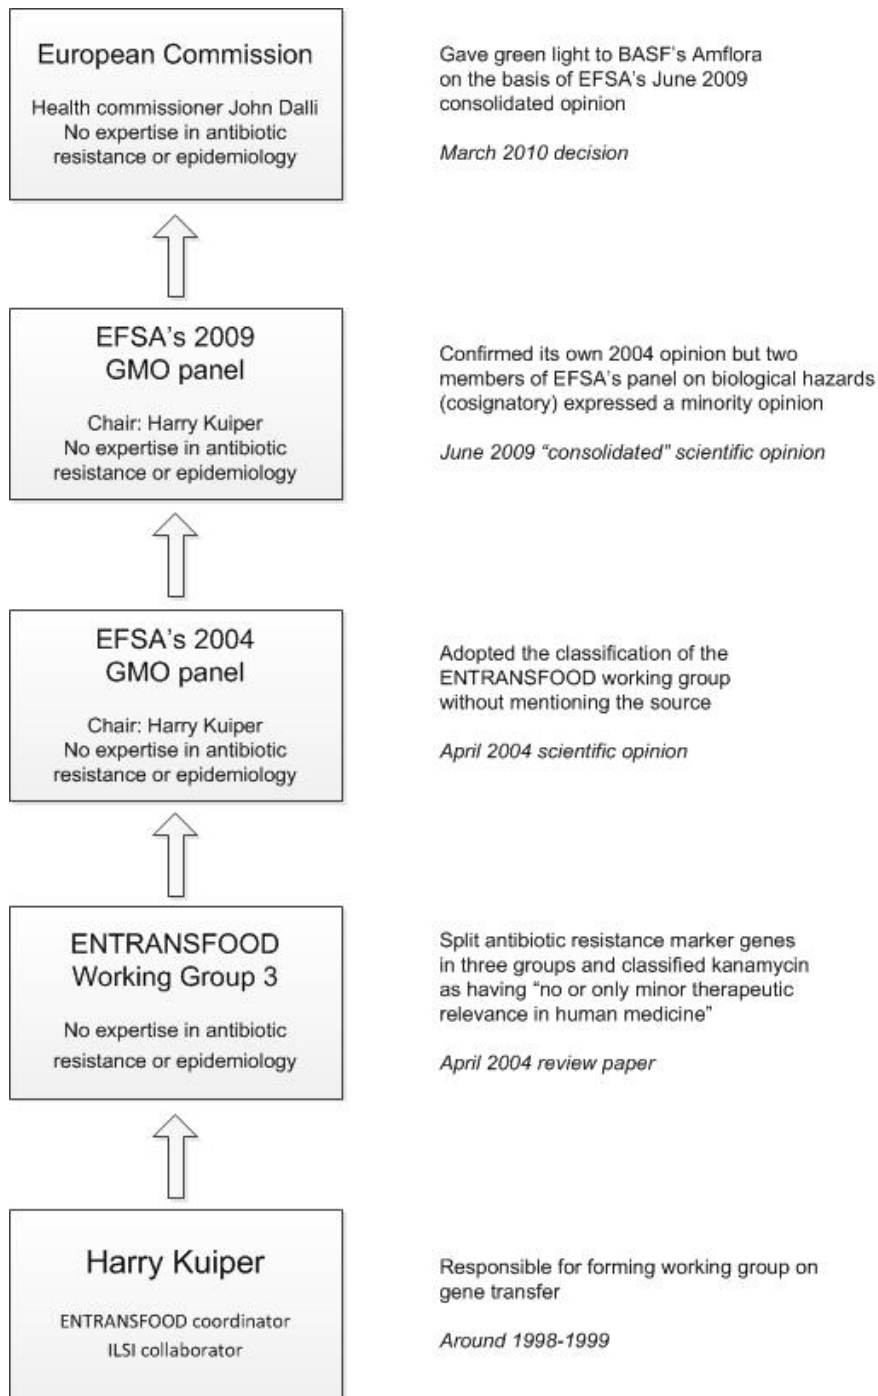 European Commission
Health commissioner John Dalli
No expertise in antibiotic
resistance or epidemiology
Gave green light to BASF's Amflora
on the basis of EFSA's June 2009
consolidated opinion
March 2010 decision
EFSA's 2009
GMO panel
Chair: Harry Kuiper
No expertise in antibiotic
resistance or epidemiology
Confirmed its own 2004 opinion but two
members of EFSA's panel on biological hazards
(cosignatory) expressed a minority opinion
June 2009 “consolidated” scientific opinion
EFSA's 2004
GMO panel
Chair: Harry Kuiper
No expertise in antibiotic
resistance or epidemiology
Adopted the classification of the
ENTRANSFOOD working group
without mentioning the source
April 2004 scientific opinion
ENTRANSFOOD
Working Group 3
No expertise in antibiotic
resistance or epidemiology
Split antibiotic resistance marker genes
in three groups and classified kanamycin
as having “no or only minor therapeutic
relevance in human medicine”
April 2004 review paper
Harry Kuiper
ENTRANSFOOD coordinator
ILSI collaborator
Responsible for forming working group on
gene transfer
Around 1998-1999